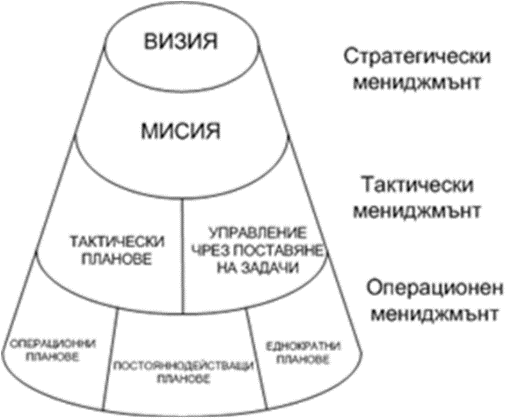 ВИЗИЯ
Стратегически
мениджмънт
МИСИЯ
Тактически
мениджмънт
ТАКТИЧЕСКИ
ПЛАНОВЕ
УПРАВЛЕНИЕ
ЧРЕЗ ПОСТАВЯНЕ
НА ЗАДАЧИ
Операционен
мениджмънт
ОПЕРАЦИОННИ
ПЛАНОВЕ
ПОСТОЯННОДЕЙСТВАЩИ
ПЛАНОВЕ
ЕДНОКРАТНИ
ПЛАНОВЕ